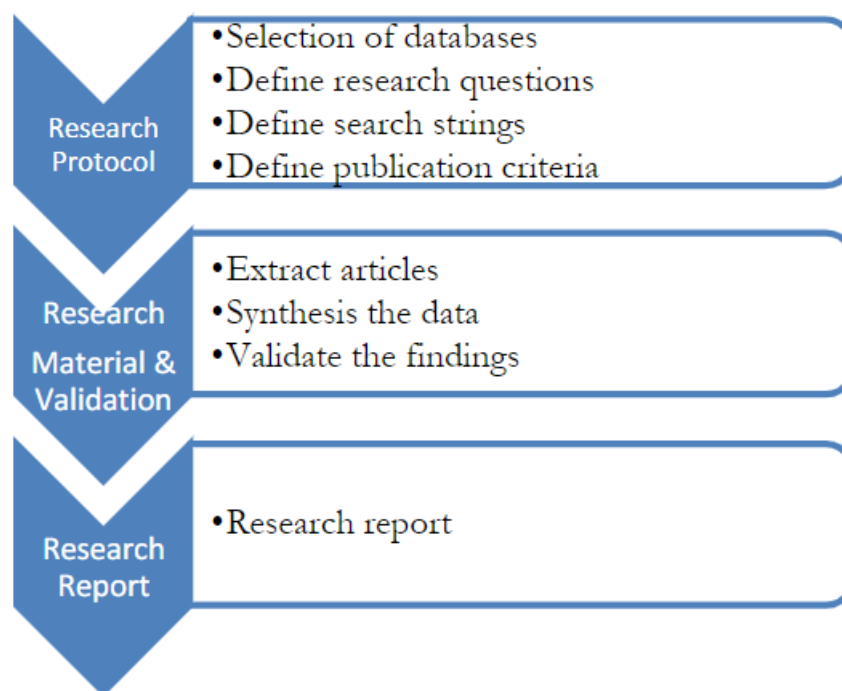 Research
Protocol
•Selection of databases
•Define research questions
•Define search strings
•Define publication criteria
Research
Material &
Validation
•Extract articles
•Synthesis the data
•Validate the findings
Research
Report
•Research report